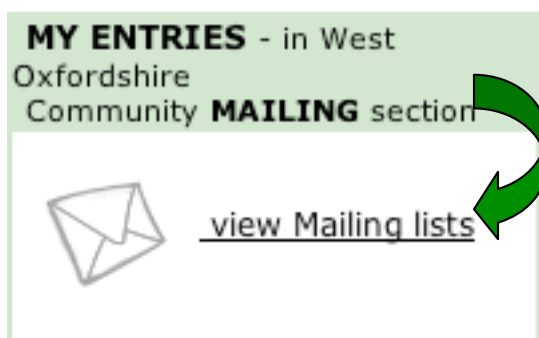 MY ENTRIES - in West
Oxfordshire
Community MAILING section
view Mailing lists